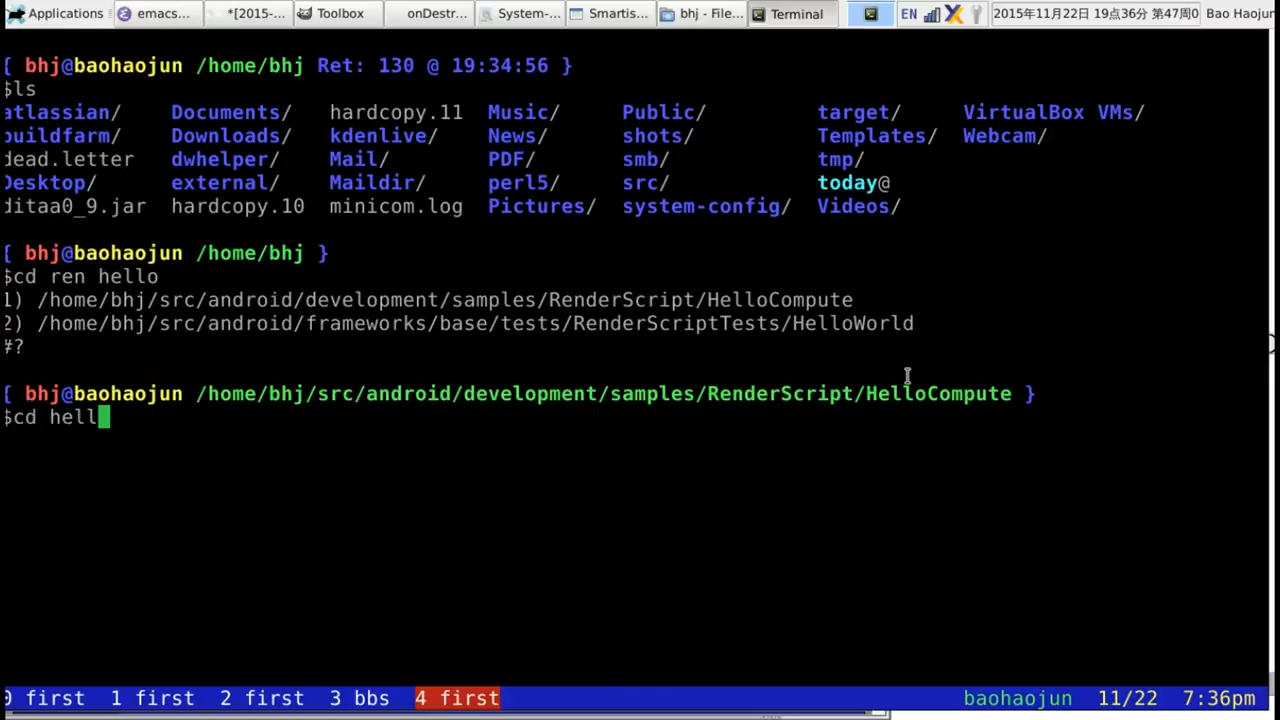 Applications emacs... *[2015-... Toolbox onDestr... System-... Smartis... bhj - File... Terminal EN 2015年11月22日 19点36分 第47周0 Bao Haojun
[ bhj@baohaojun /home/bhj Ret: 130 @ 19:34:56 }
$ls
atlassian/ Documents/ hardcopy.11 Music/ Public/ target/ VirtualBox VMs/
buildfarm/ Downloads/ kdenlive/ News/ shots/ Templates/ Webcam/
dead.letter dwhelper/ Mail/ PDF/ smb/ tmp/
Desktop/ external/ Maildir/ perl5/ src/ today@
ditaa0_9.jar hardcopy.10 minicom.log Pictures/ system-config/ Videos/
[ bhj@baohaojun /home/bhj }
$cd ren hello
1) /home/bhj/src/android/development/samples/RenderScript/HelloCompute
2) /home/bhj/src/android/frameworks/base/tests/RenderScriptTests/HelloWorld
#?
[ bhj@baohaojun /home/bhj/src/android/development/samples/RenderScript/HelloCompute }
$cd hell
0 first 1 first 2 first 3 bbs 4 first baohaojun 11/22 7:36pm